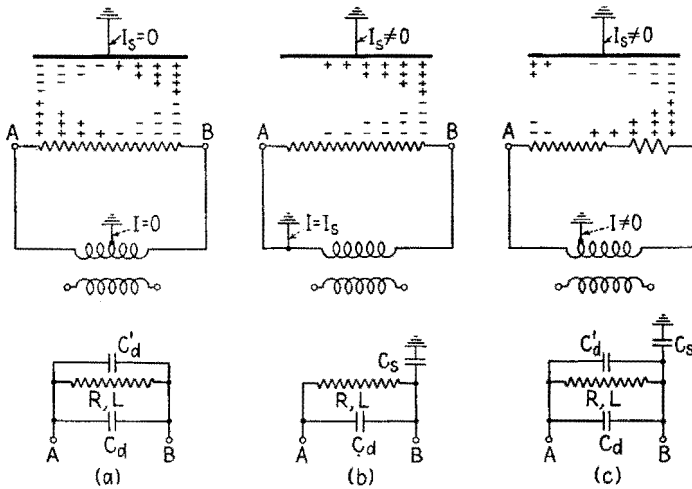 I_s=0 I_s≠0 I_s≠0
A B A B A
I=0 I=I_s I≠0
C'_d C_s C'_d C_s
R, L R, L R, L
C_d C_d C_d
A B A B A B
(a) (b) (c)